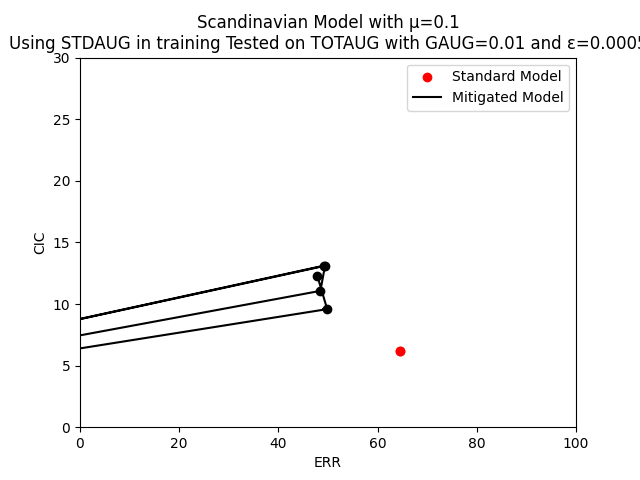 Scandinavian Model with μ=0.1
Using STDAUG in training Tested on TOTAUG with GAUG=0.01 and ε=0.0005
Standard Model
Mitigated Model
30
25
20
15
10
5
0
CIC
0 20 40 60 80 100
ERR